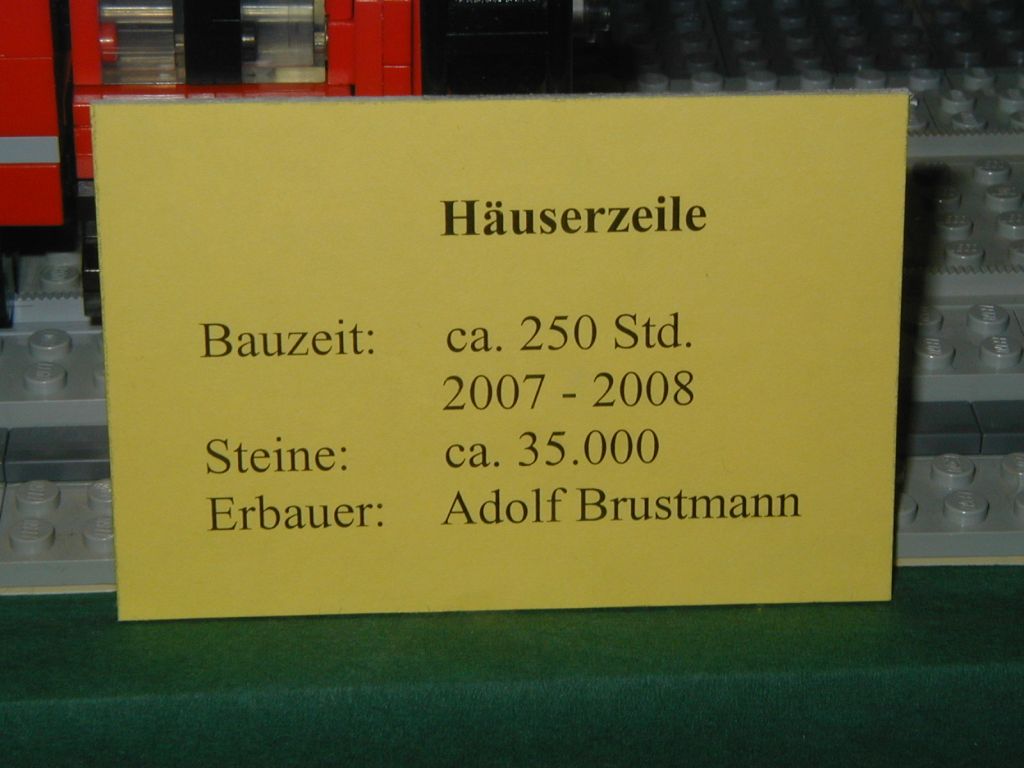 Häuserzeile
Bauzeit: ca. 250 Std.
2007 - 2008
Steine: ca. 35.000
Erbauer: Adolf Brustmann